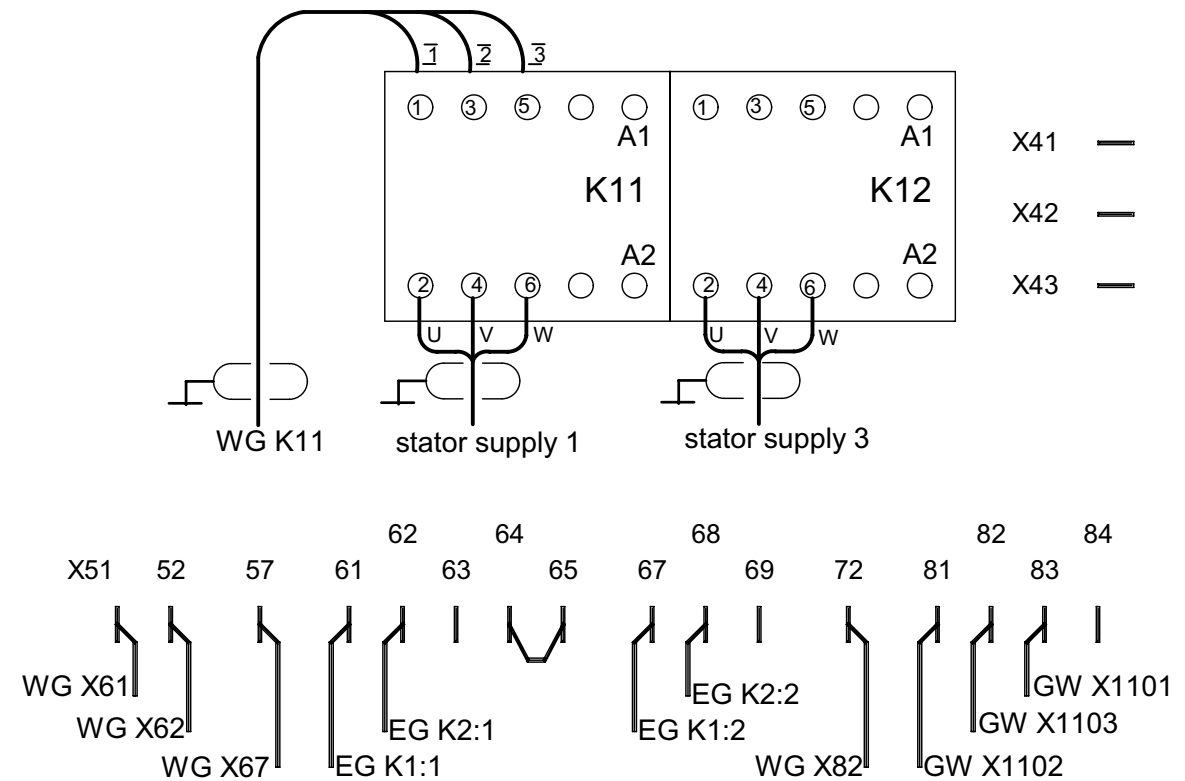 1 2 3
1 3 5 1 3 5
A1 A1
X41
K11 K12
X42
A2 A2
2 4 6 2 4 6
X43
U V W U V W
WG K11 stator supply 1 stator supply 3
62 64 68 82 84
X51 52 57 61 63 65 67 69 72 81 83
WG X61 EG K2:2 GW X1101
WG X62 EG K2:1 EG K1:2 GW X1103
WG X67 EG K1:1 WG X82 GW X1102